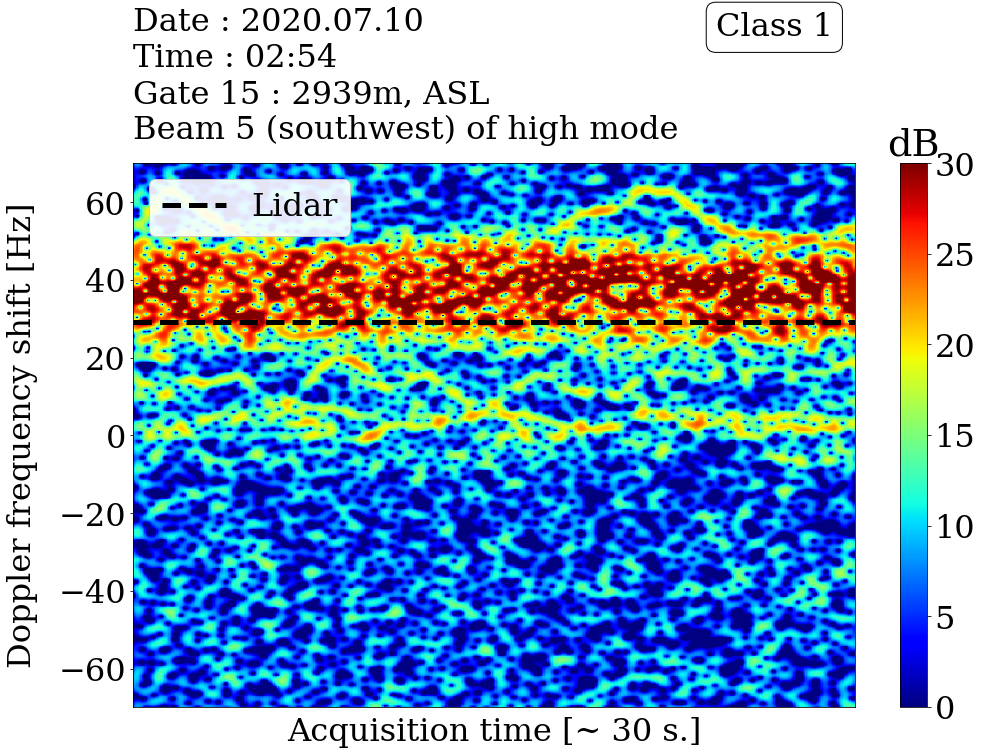 Date : 2020.07.10
Time : 02:54
Gate 15 : 2939m, ASL
Beam 5 (southwest) of high mode
Class 1
dB
Lidar
Doppler frequency shift [Hz]
60
40
20
0
−20
−40
−60
30
25
20
15
10
5
0
Acquisition time [~ 30 s.]